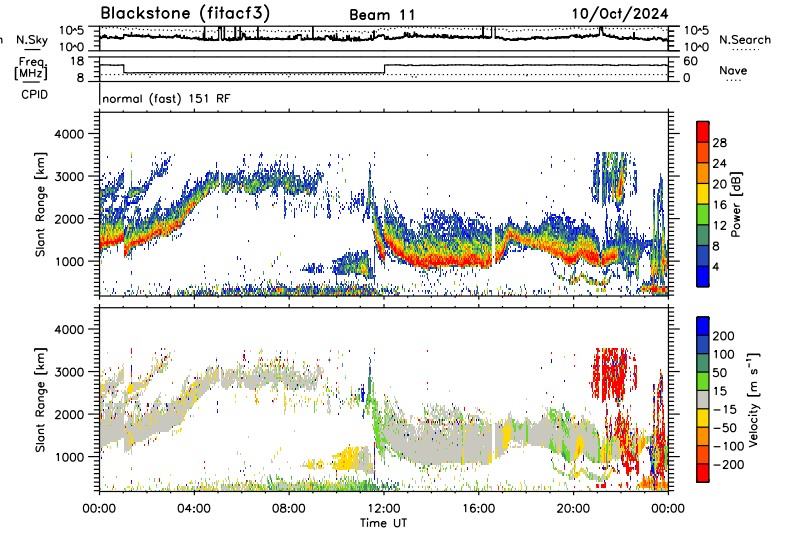 Blackstone (fitacf3) Beam 11 10/Oct/2024
n N.Sky 10^5 10^0 10^5 10^0 N.Search
Freq. [MHz] 18 8 60 0 Nave
CPID normal (fast) 151 RF
Slant Range [km] 4000 3000 2000 1000
28 24 20 16 12 8 4 Power [dB]
Slant Range [km] 4000 3000 2000 1000
200 100 50 15 -15 -50 -100 -200 Velocity [m s⁻¹]
00:00 04:00 08:00 12:00 16:00 20:00 00:00
Time UT